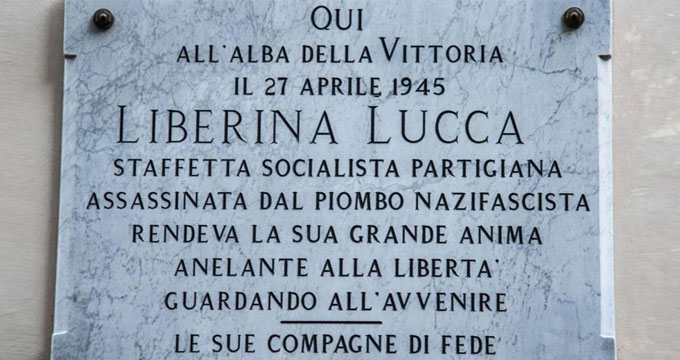 QUI
ALL'ALBA DELLA VITTORIA
IL 27 APRILE 1945
LIBERINA LUCCA
STAFFETTA SOCIALISTA PARTIGIANA
ASSASSINATA DAL PIOMBO NAZIFASCISTA
RENDEVA LA SUA GRANDE ANIMA
ANELANTE ALLA LIBERTA'
GUARDANDO ALL'AVVENIRE
LE SUE COMPAGNE DI FEDE